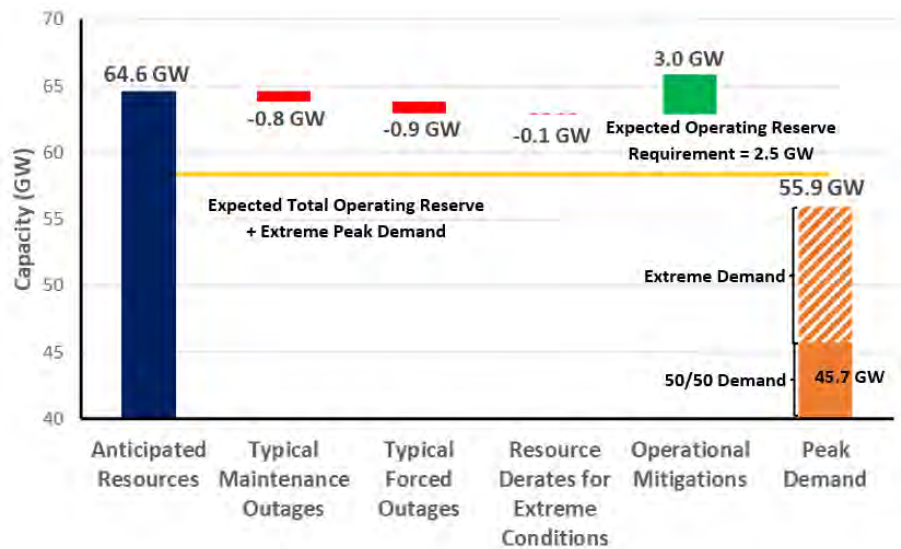 70
65
60
55
50
45
40
Capacity (GW)
64.6 GW
-0.8 GW
-0.9 GW
-0.1 GW
3.0 GW
Expected Operating Reserve
Requirement = 2.5 GW
55.9 GW
Expected Total Operating Reserve
+ Extreme Peak Demand
Extreme Demand
50/50 Demand
45.7 GW
Anticipated
Resources
Typical
Maintenance
Outages
Typical
Forced
Outages
Resource
Derates for
Extreme
Conditions
Operational
Mitigations
Peak
Demand